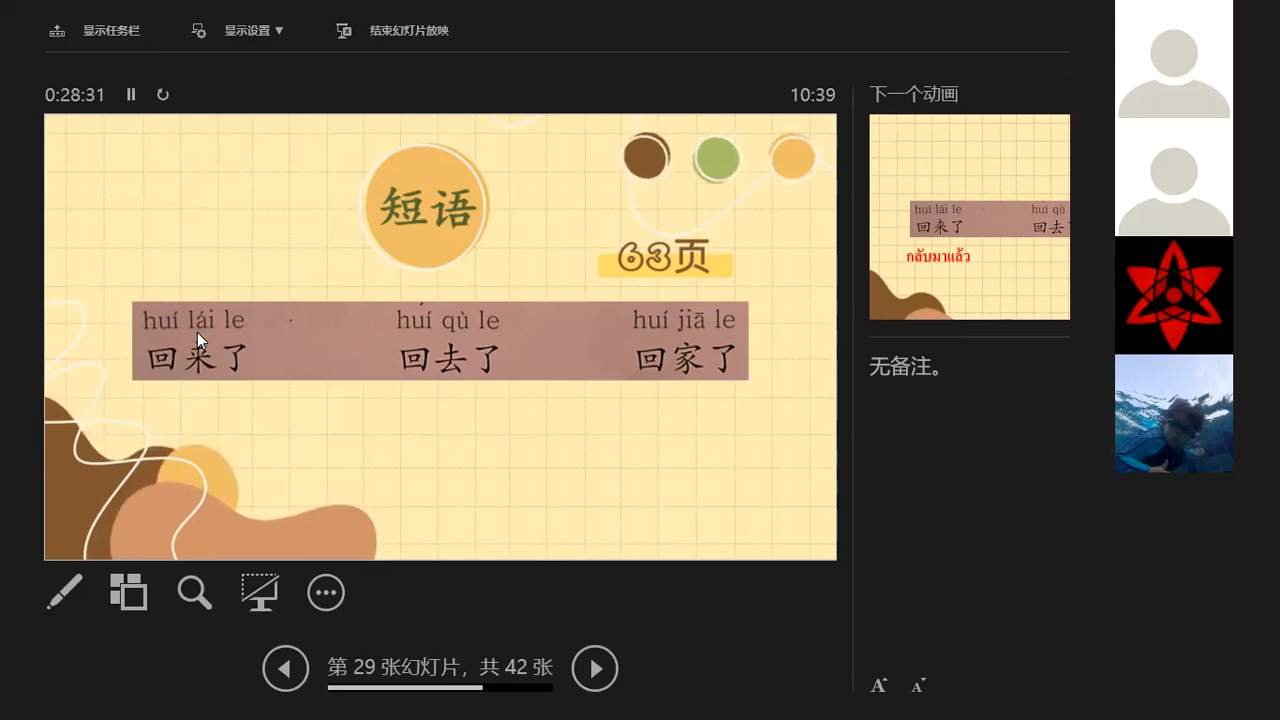 显示任务栏 显示设置 ▼ 结束幻灯片放映
0:28:31 10:39
下一个动画
短语
63页
huí lái le huí qù le huí jiā le
回来了 回去了 回家了
huí lái le huí qù
回来了 回去
กลับมาแล้ว
无备注。
第 29 张幻灯片，共 42 张
A A